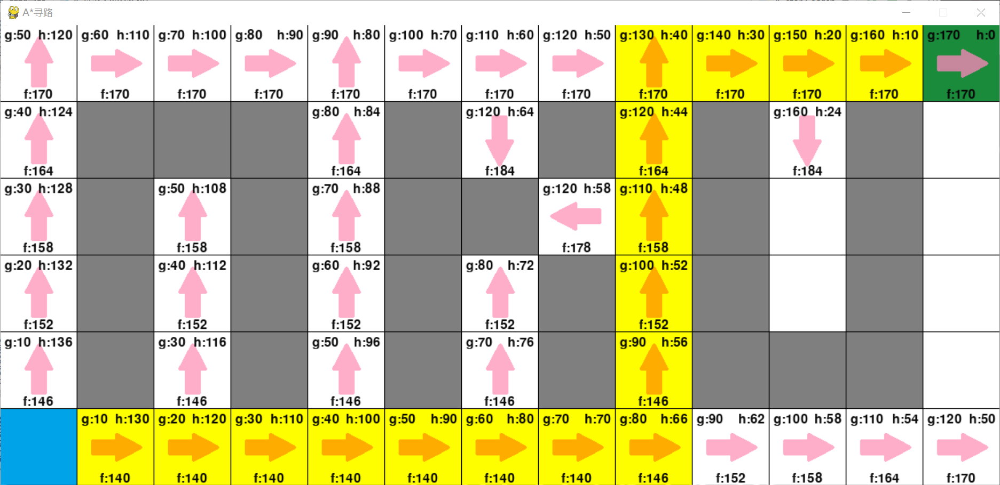 A*寻路
g:50 h:120 g:60 h:110 g:70 h:100 g:80 h:90 g:90 h:80 g:100 h:70 g:110 h:60 g:120 h:50 g:130 h:40 g:140 h:30 g:150 h:20 g:160 h:10 g:170 h:0
f:170 f:170 f:170 f:170 f:170 f:170 f:170 f:170 f:170 f:170 f:170 f:170 f:170
g:40 h:124 g:80 h:84 g:120 h:64 g:120 h:44 g:160 h:24
f:164 f:164 f:184 f:164 f:184
g:30 h:128 g:50 h:108 g:70 h:88 g:120 h:58 g:110 h:48
f:158 f:158 f:158 f:178 f:158
g:20 h:132 g:40 h:112 g:60 h:92 g:80 h:72 g:100 h:52
f:152 f:152 f:152 f:152 f:152
g:10 h:136 g:30 h:116 g:50 h:96 g:70 h:76 g:90 h:56
f:146 f:146 f:146 f:146 f:146
g:10 h:130 g:20 h:120 g:30 h:110 g:40 h:100 g:50 h:90 g:60 h:80 g:70 h:70 g:80 h:66 g:90 h:62 g:100 h:58 g:110 h:54 g:120 h:50
f:140 f:140 f:140 f:140 f:140 f:140 f:140 f:146 f:152 f:158 f:164 f:170